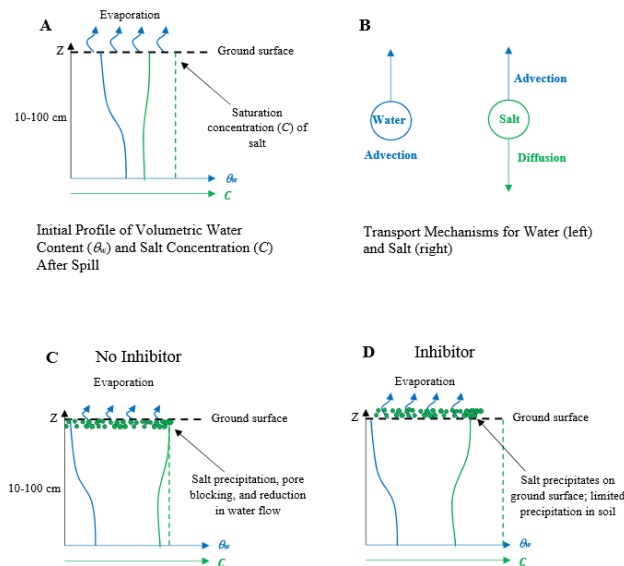 A
Evaporation
Z
Ground surface
10-100 cm
Saturation
concentration (C) of
salt
θw
C
Initial Profile of Volumetric Water
Content (θw) and Salt Concentration (C)
After Spill
B
Advection
Water
Salt
Advection
Diffusion
Transport Mechanisms for Water (left)
and Salt (right)
C No Inhibitor
Evaporation
Z
Ground surface
10-100 cm
Salt precipitation, pore
blocking, and reduction
in water flow
θw
C
D Inhibitor
Evaporation
Z
Ground surface
Salt precipitates on
ground surface; limited
precipitation in soil
θw
C